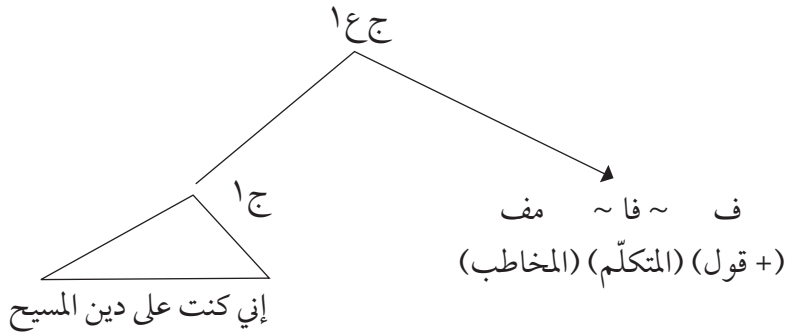 ج ع ١
ج ١
ف ~ فا ~ مف
(+ قول) (المتكلّم) (المخاطب)
إني كنت على دين المسيح